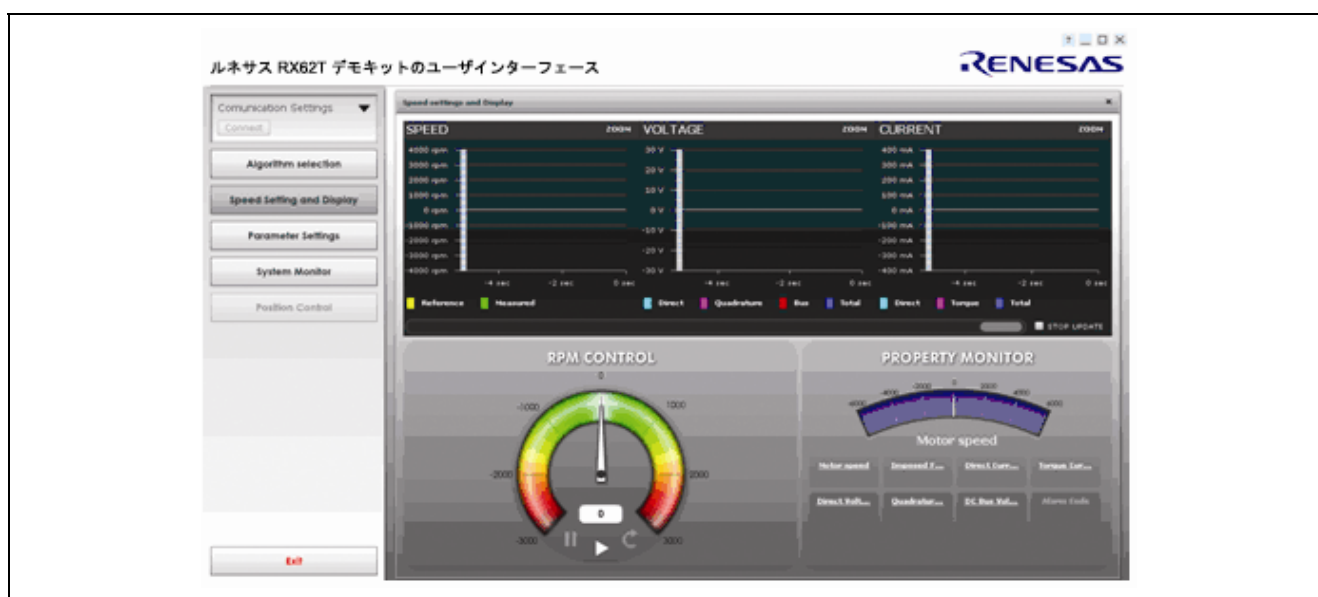 ルネサス RX62T デモキットのユーザインターフェース
RENESAS
Comunication Settings
Connect
Algorithm selection
Speed Setting and Display
Parameter Settings
System Monitor
Position Control
Exit
Speed settings and Display
SPEED ZOOM
4000 rpm
3000 rpm
2000 rpm
1000 rpm
0 rpm
-1000 rpm
-2000 rpm
-3000 rpm
-4000 rpm
-4 sec -2 sec 0 sec
Reference Measured
VOLTAGE ZOOM
30 V
20 V
10 V
0 V
-10 V
-20 V
-30 V
-4 sec -2 sec 0 sec
Direct Quadrature Bus Total
CURRENT ZOOM
400 mA
300 mA
200 mA
100 mA
0 mA
-100 mA
-200 mA
-300 mA
-400 mA
-4 sec -2 sec 0 sec
Direct Torque Total
STOP UPDATE
RPM CONTROL
0
-1000 1000
-2000 2000
0
-3000 3000
PROPERTY MONITOR
-2000 0 2000
-4000 4000
-6000 6000
Motor speed
Motor speed Imposed F... Direct Curr... Torque Cur...
Direct Volt... Quadratur... DC Bus Vol... Alarm Code